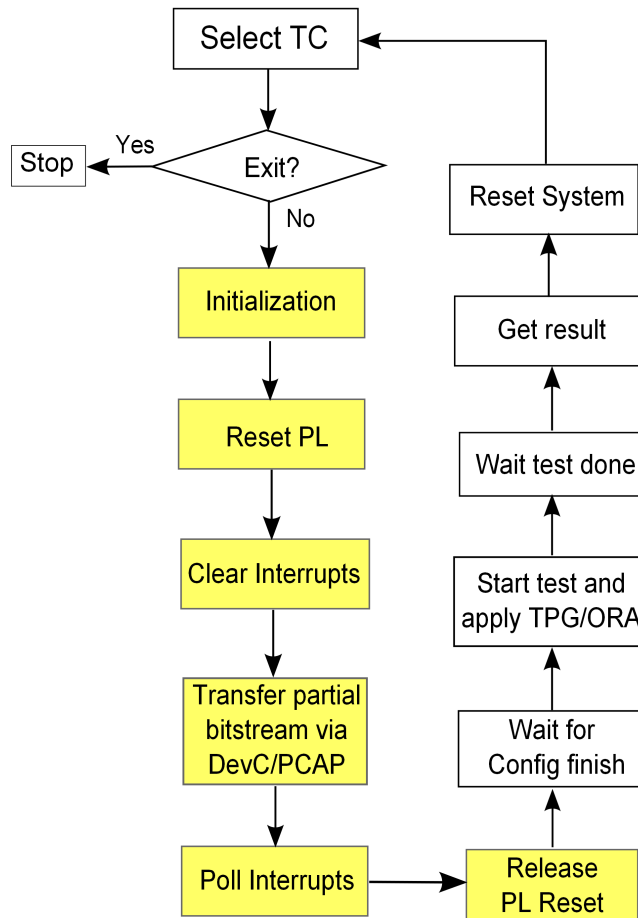 Select TC
Exit?
Yes
Stop
No
Initialization
Reset PL
Clear Interrupts
Transfer partial
bitstream via
DevC/PCAP
Poll Interrupts
Release
PL Reset
Wait for
Config finish
Start test and
apply TPG/ORA
Wait test done
Get result
Reset System